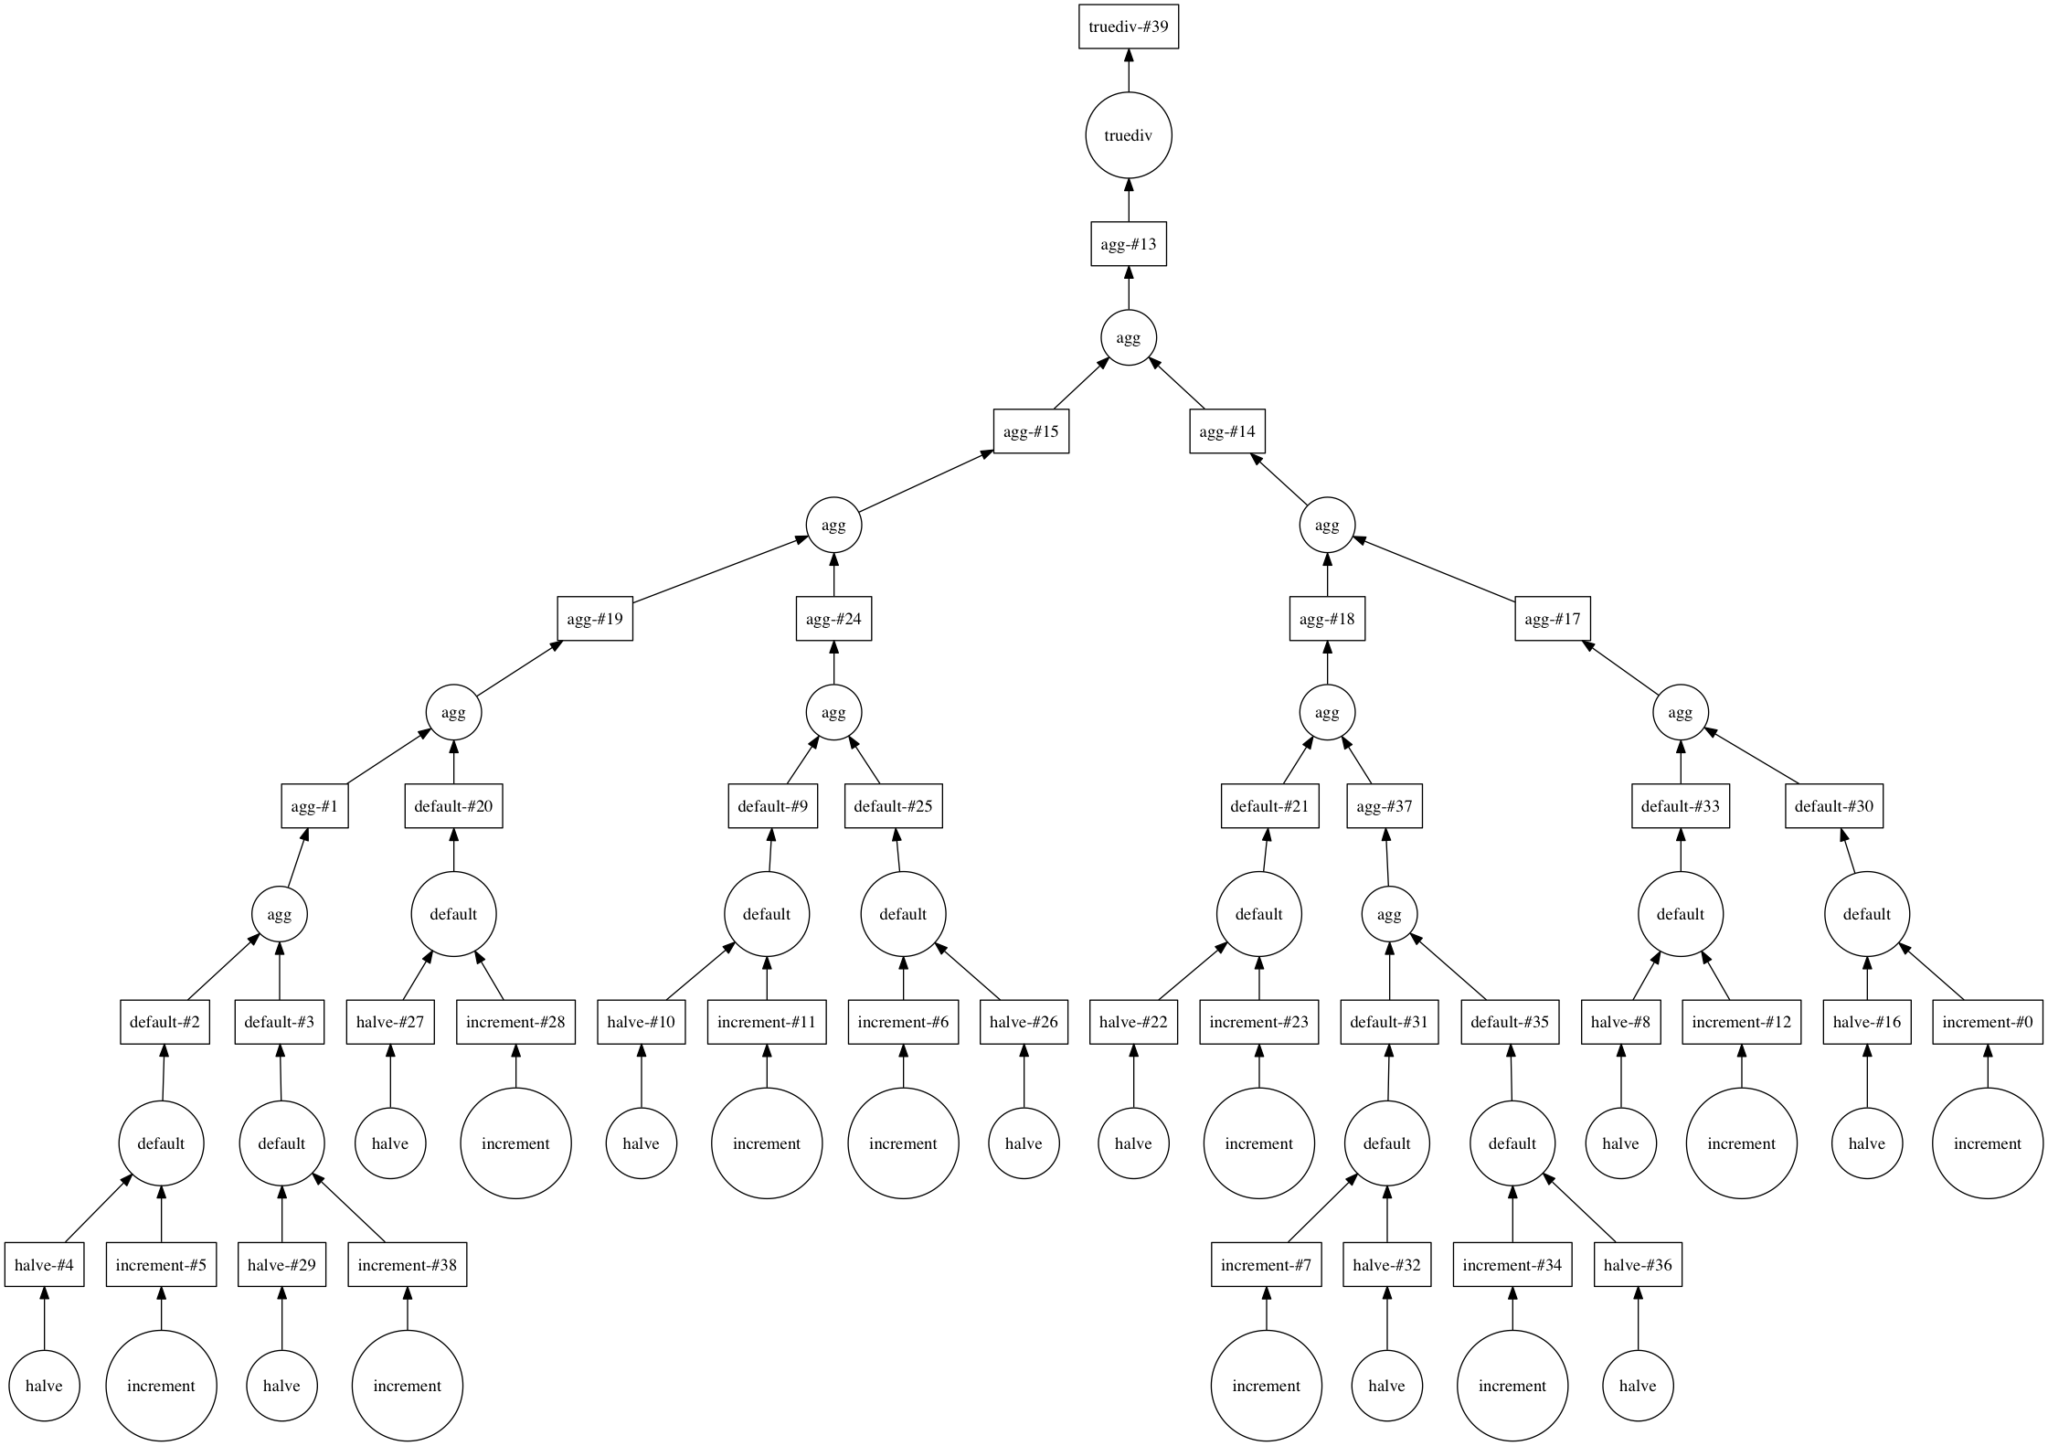 truediv-#39
truediv
agg-#13
agg
agg-#15
agg-#14
agg
agg
agg-#19
agg-#24
agg-#18
agg-#17
agg
agg
agg
agg
agg-#1
default-#20
default-#9
default-#25
default-#21
agg-#37
default-#33
default-#30
agg
default
default
default
default
agg
default
default
default-#2
default-#3
halve-#27
increment-#28
halve-#10
increment-#11
increment-#6
halve-#26
halve-#22
increment-#23
default-#31
default-#35
halve-#8
increment-#12
halve-#16
increment-#0
default
default
halve
increment
halve
increment
increment
halve
halve
increment
default
default
halve
increment
halve
increment
halve-#4
increment-#5
halve-#29
increment-#38
increment-#7
halve-#32
increment-#34
halve-#36
halve
increment
halve
increment
increment
halve
increment
halve